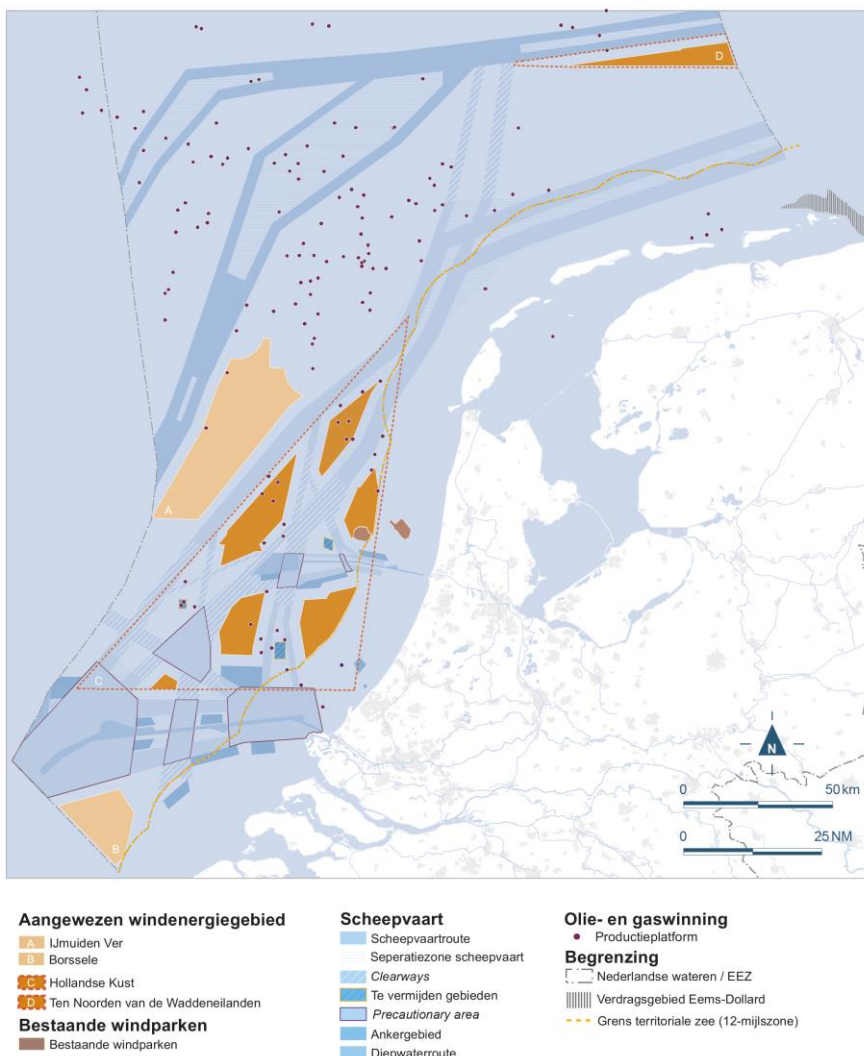 D
A
C
B
N
0 50 km
0 25 NM
Aangewezen windenergiegebied
A IJmuiden Ver
B Borssele
C Hollandse Kust
D Ten Noorden van de Waddeneilanden
Bestaande windparken
Bestaande windparken
Scheepvaart
Scheepvaartroute
Seperatiezone scheepvaart
Clearways
Te vermijden gebieden
Precautionary area
Ankergebied
Diepwaterroute
Olie- en gaswinning
Productieplatform
Begrenzing
Nederlandse wateren / EEZ
Verdragsgebied Eems-Dollard
Grens territoriale zee (12-mijlszone)